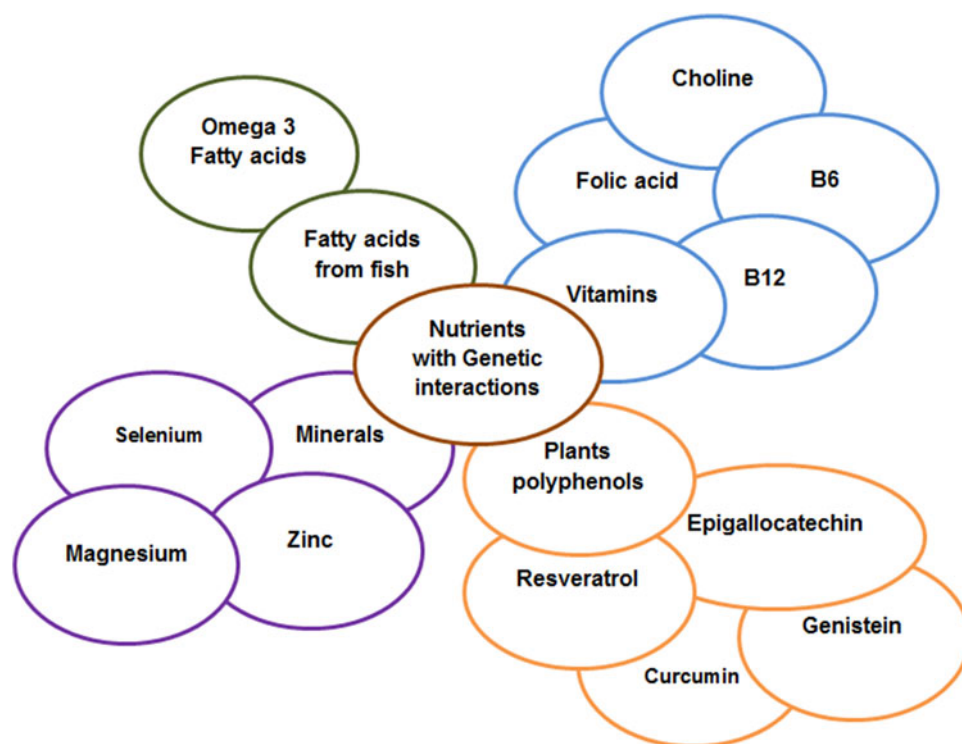 Choline
Omega 3
Fatty acids
Folic acid
B6
Fatty acids
from fish
Vitamins
B12
Nutrients
with Genetic
interactions
Selenium
Minerals
Magnesium
Zinc
Plants
polyphenols
Epigallocatechin
Resveratrol
Genistein
Curcumin